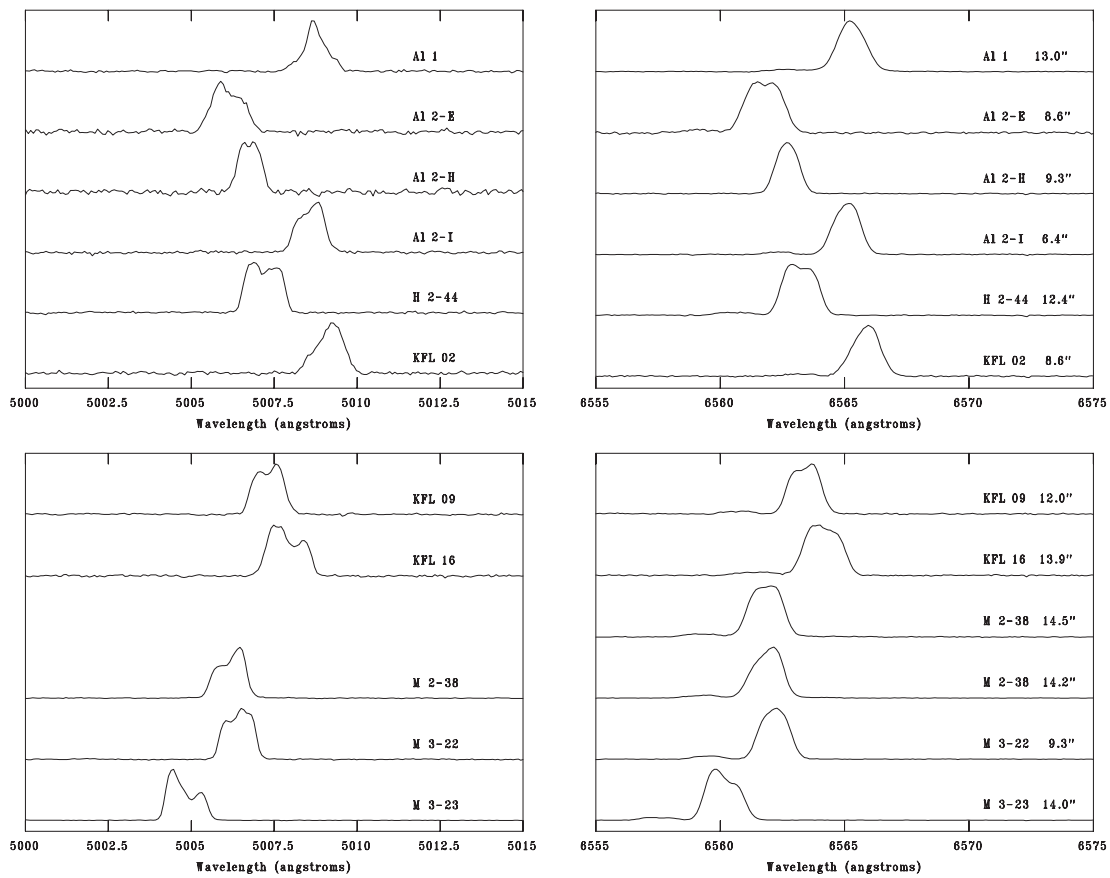 Al 1
Al 2-E
Al 2-H
Al 2-I
H 2-44
KFL 02
5000 5002.5 5005 5007.5 5010 5012.5 5015
Wavelength (angstroms)
Al 1 13.0"
Al 2-E 8.6"
Al 2-H 9.3"
Al 2-I 6.4"
H 2-44 12.4"
KFL 02 8.6"
6555 6560 6565 6570 6575
Wavelength (angstroms)
KFL 09
KFL 16
M 2-38
M 3-22
M 3-23
5000 5002.5 5005 5007.5 5010 5012.5 5015
Wavelength (angstroms)
KFL 09 12.0"
KFL 16 13.9"
M 2-38 14.5"
M 2-38 14.2"
M 3-22 9.3"
M 3-23 14.0"
6555 6560 6565 6570 6575
Wavelength (angstroms)